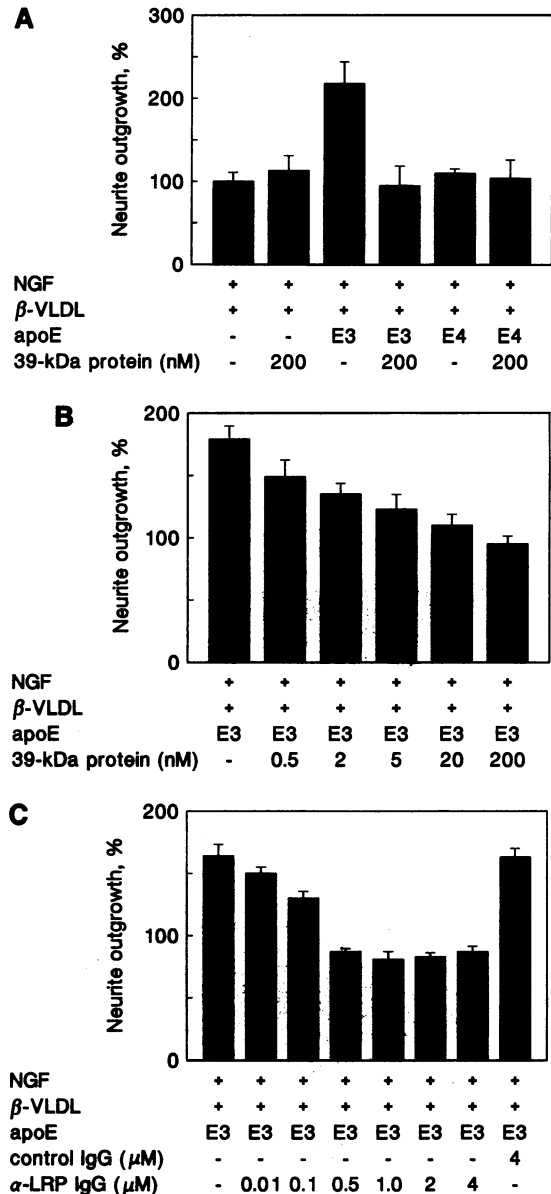 A
300
200
100
0
Neurite outgrowth, %
NGF + + + + + +
β-VLDL + + + + + +
apoE - - E3 E3 E4 E4
39-kDa protein (nM) - 200 - 200 - 200
B
200
100
0
Neurite outgrowth, %
NGF + + + + + +
β-VLDL + + + + + +
apoE E3 E3 E3 E3 E3 E3
39-kDa protein (nM) - 0.5 2 5 20 200
C
200
100
0
Neurite outgrowth, %
NGF + + + + + + + +
β-VLDL + + + + + + + +
apoE E3 E3 E3 E3 E3 E3 E3 E3
control IgG (μM) - - - - - - - 4
α-LRP IgG (μM) - 0.01 0.1 0.5 1.0 2 4 -